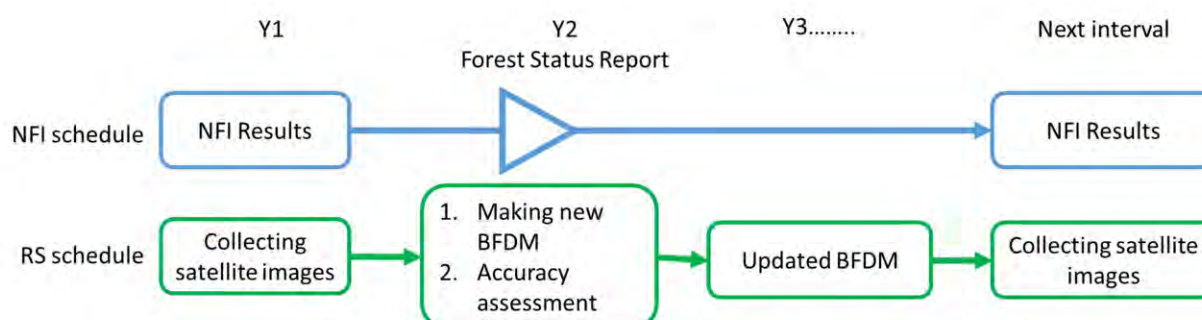 Y1 Y2 Y3........ Next interval
Forest Status Report
NFI schedule NFI Results NFI Results
RS schedule
Collecting
satellite images
1. Making new
BFDM
2. Accuracy
assessment
Updated BFDM
Collecting satellite
images